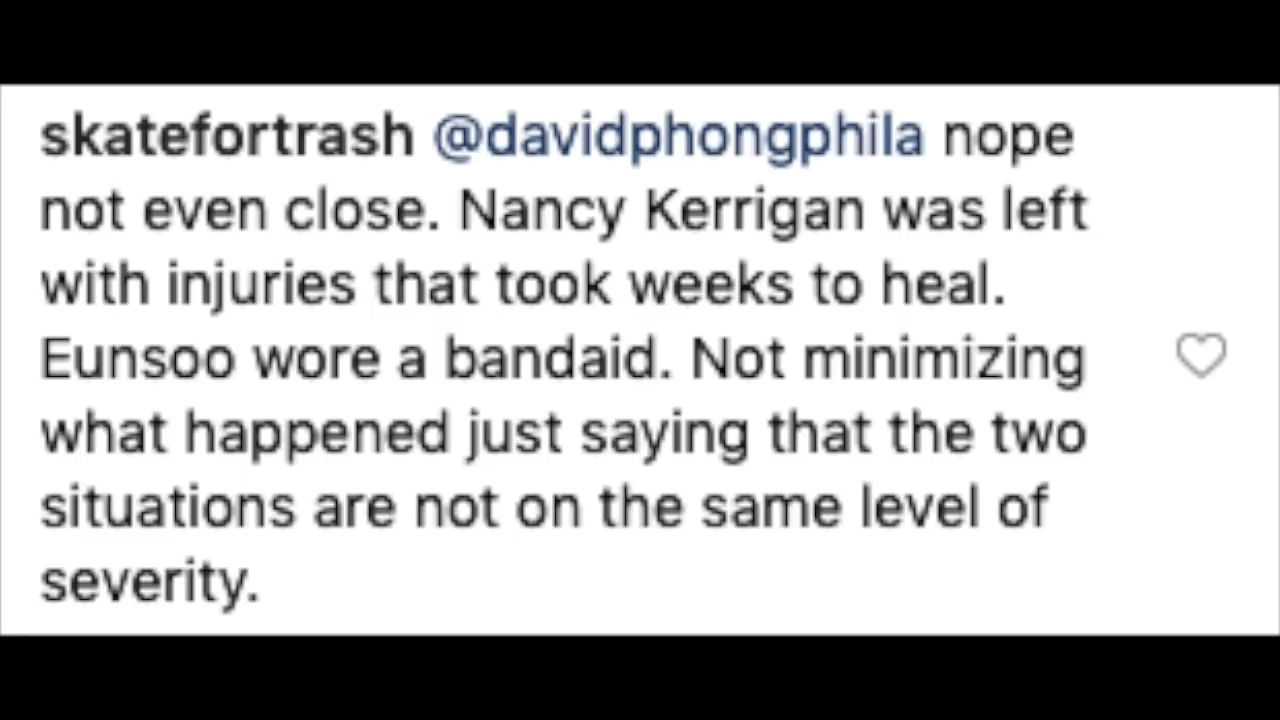 skatefortrash @davidphongphila nope
not even close. Nancy Kerrigan was left
with injuries that took weeks to heal.
Eunsoo wore a bandaid. Not minimizing
what happened just saying that the two
situations are not on the same level of
severity.